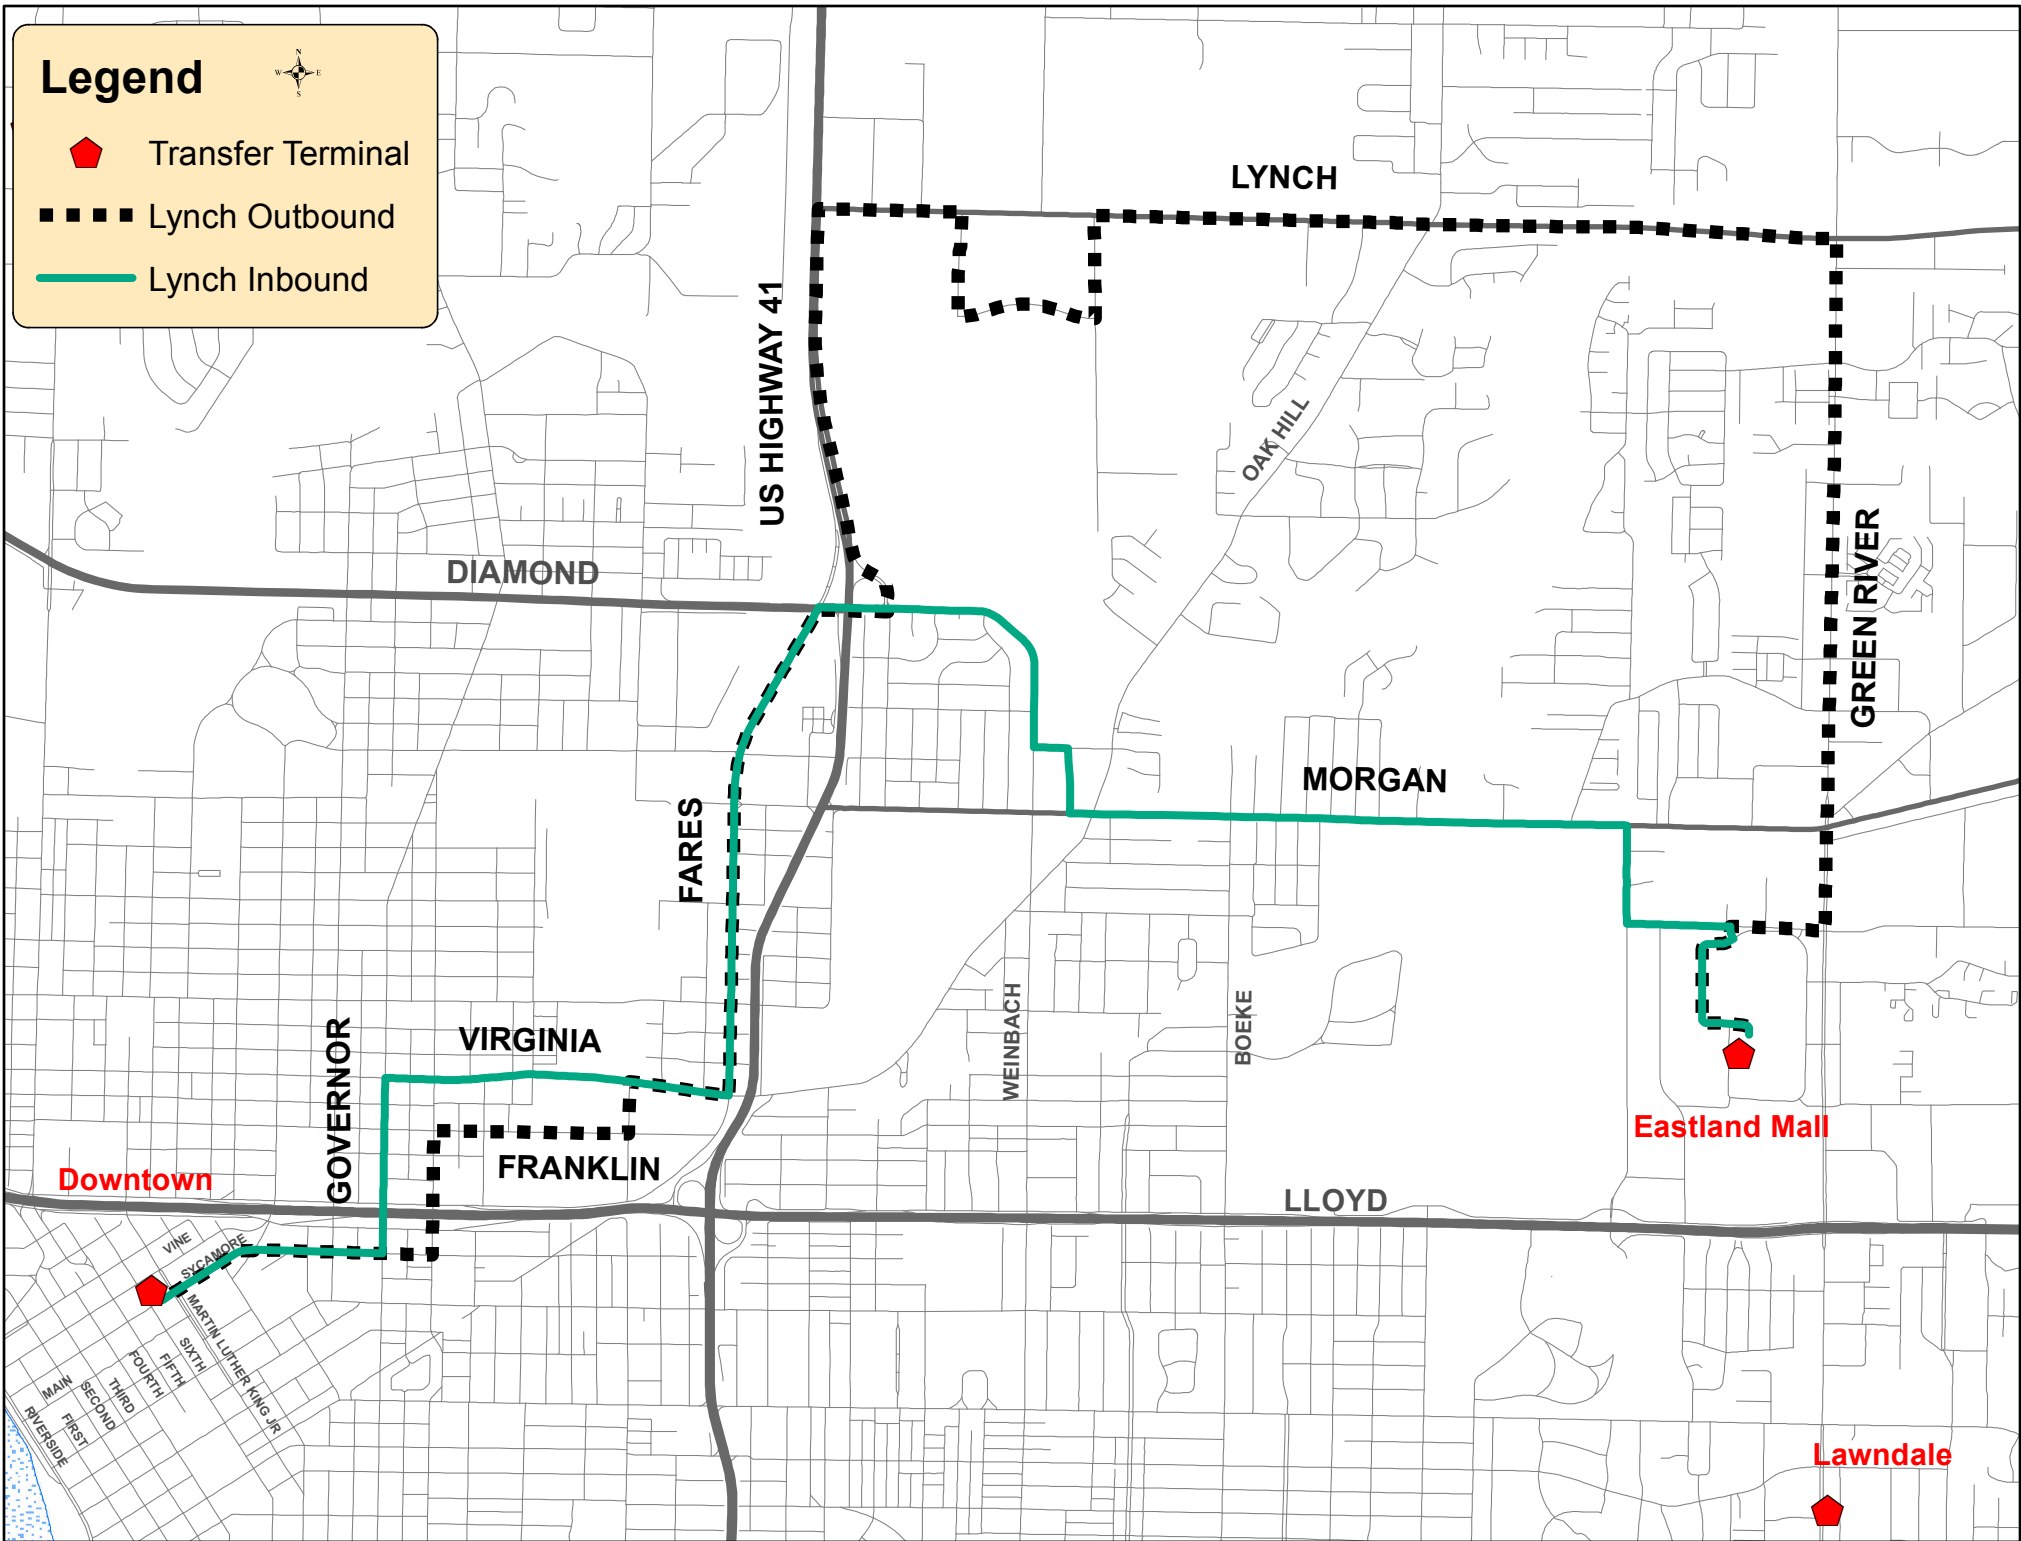 Legend
N
W E
S
Transfer Terminal
Lynch Outbound
Lynch Inbound
LYNCH
US HIGHWAY 41
OAK HILL
DIAMOND
GREEN RIVER
MORGAN
FARES
WEINBACH
BOEKE
VIRGINIA
GOVERNOR
FRANKLIN
Eastland Mall
Downtown
LLOYD
VINE
SYCAMORE
MARTIN LUTHER KING JR
SIXTH
FIFTH
FOURTH
THIRD
SECOND
MAIN
FIRST
RIVERSIDE
Lawndale